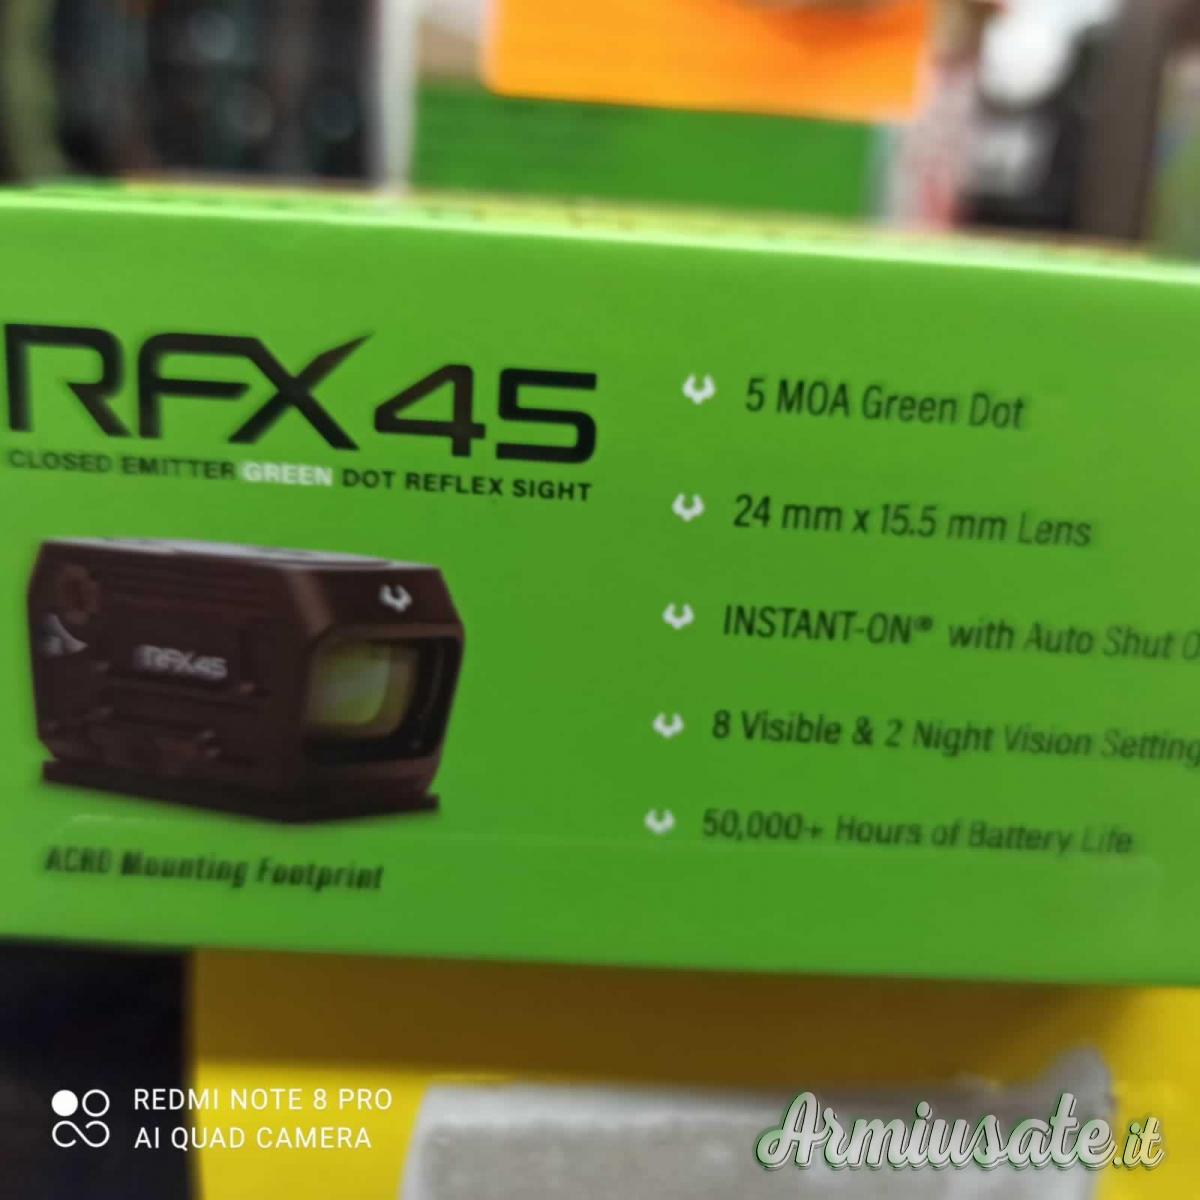 RFX45
CLOSED EMITTER GREEN DOT REFLEX SIGHT
RFX45
ACRO Mounting Footprint
5 MOA Green Dot
24 mm x 15.5 mm Lens
INSTANT-ON® with Auto Shut O
8 Visible & 2 Night Vision Setting
50,000+ Hours of Battery Life
REDMI NOTE 8 PRO
AI QUAD CAMERA
Armiusate.it